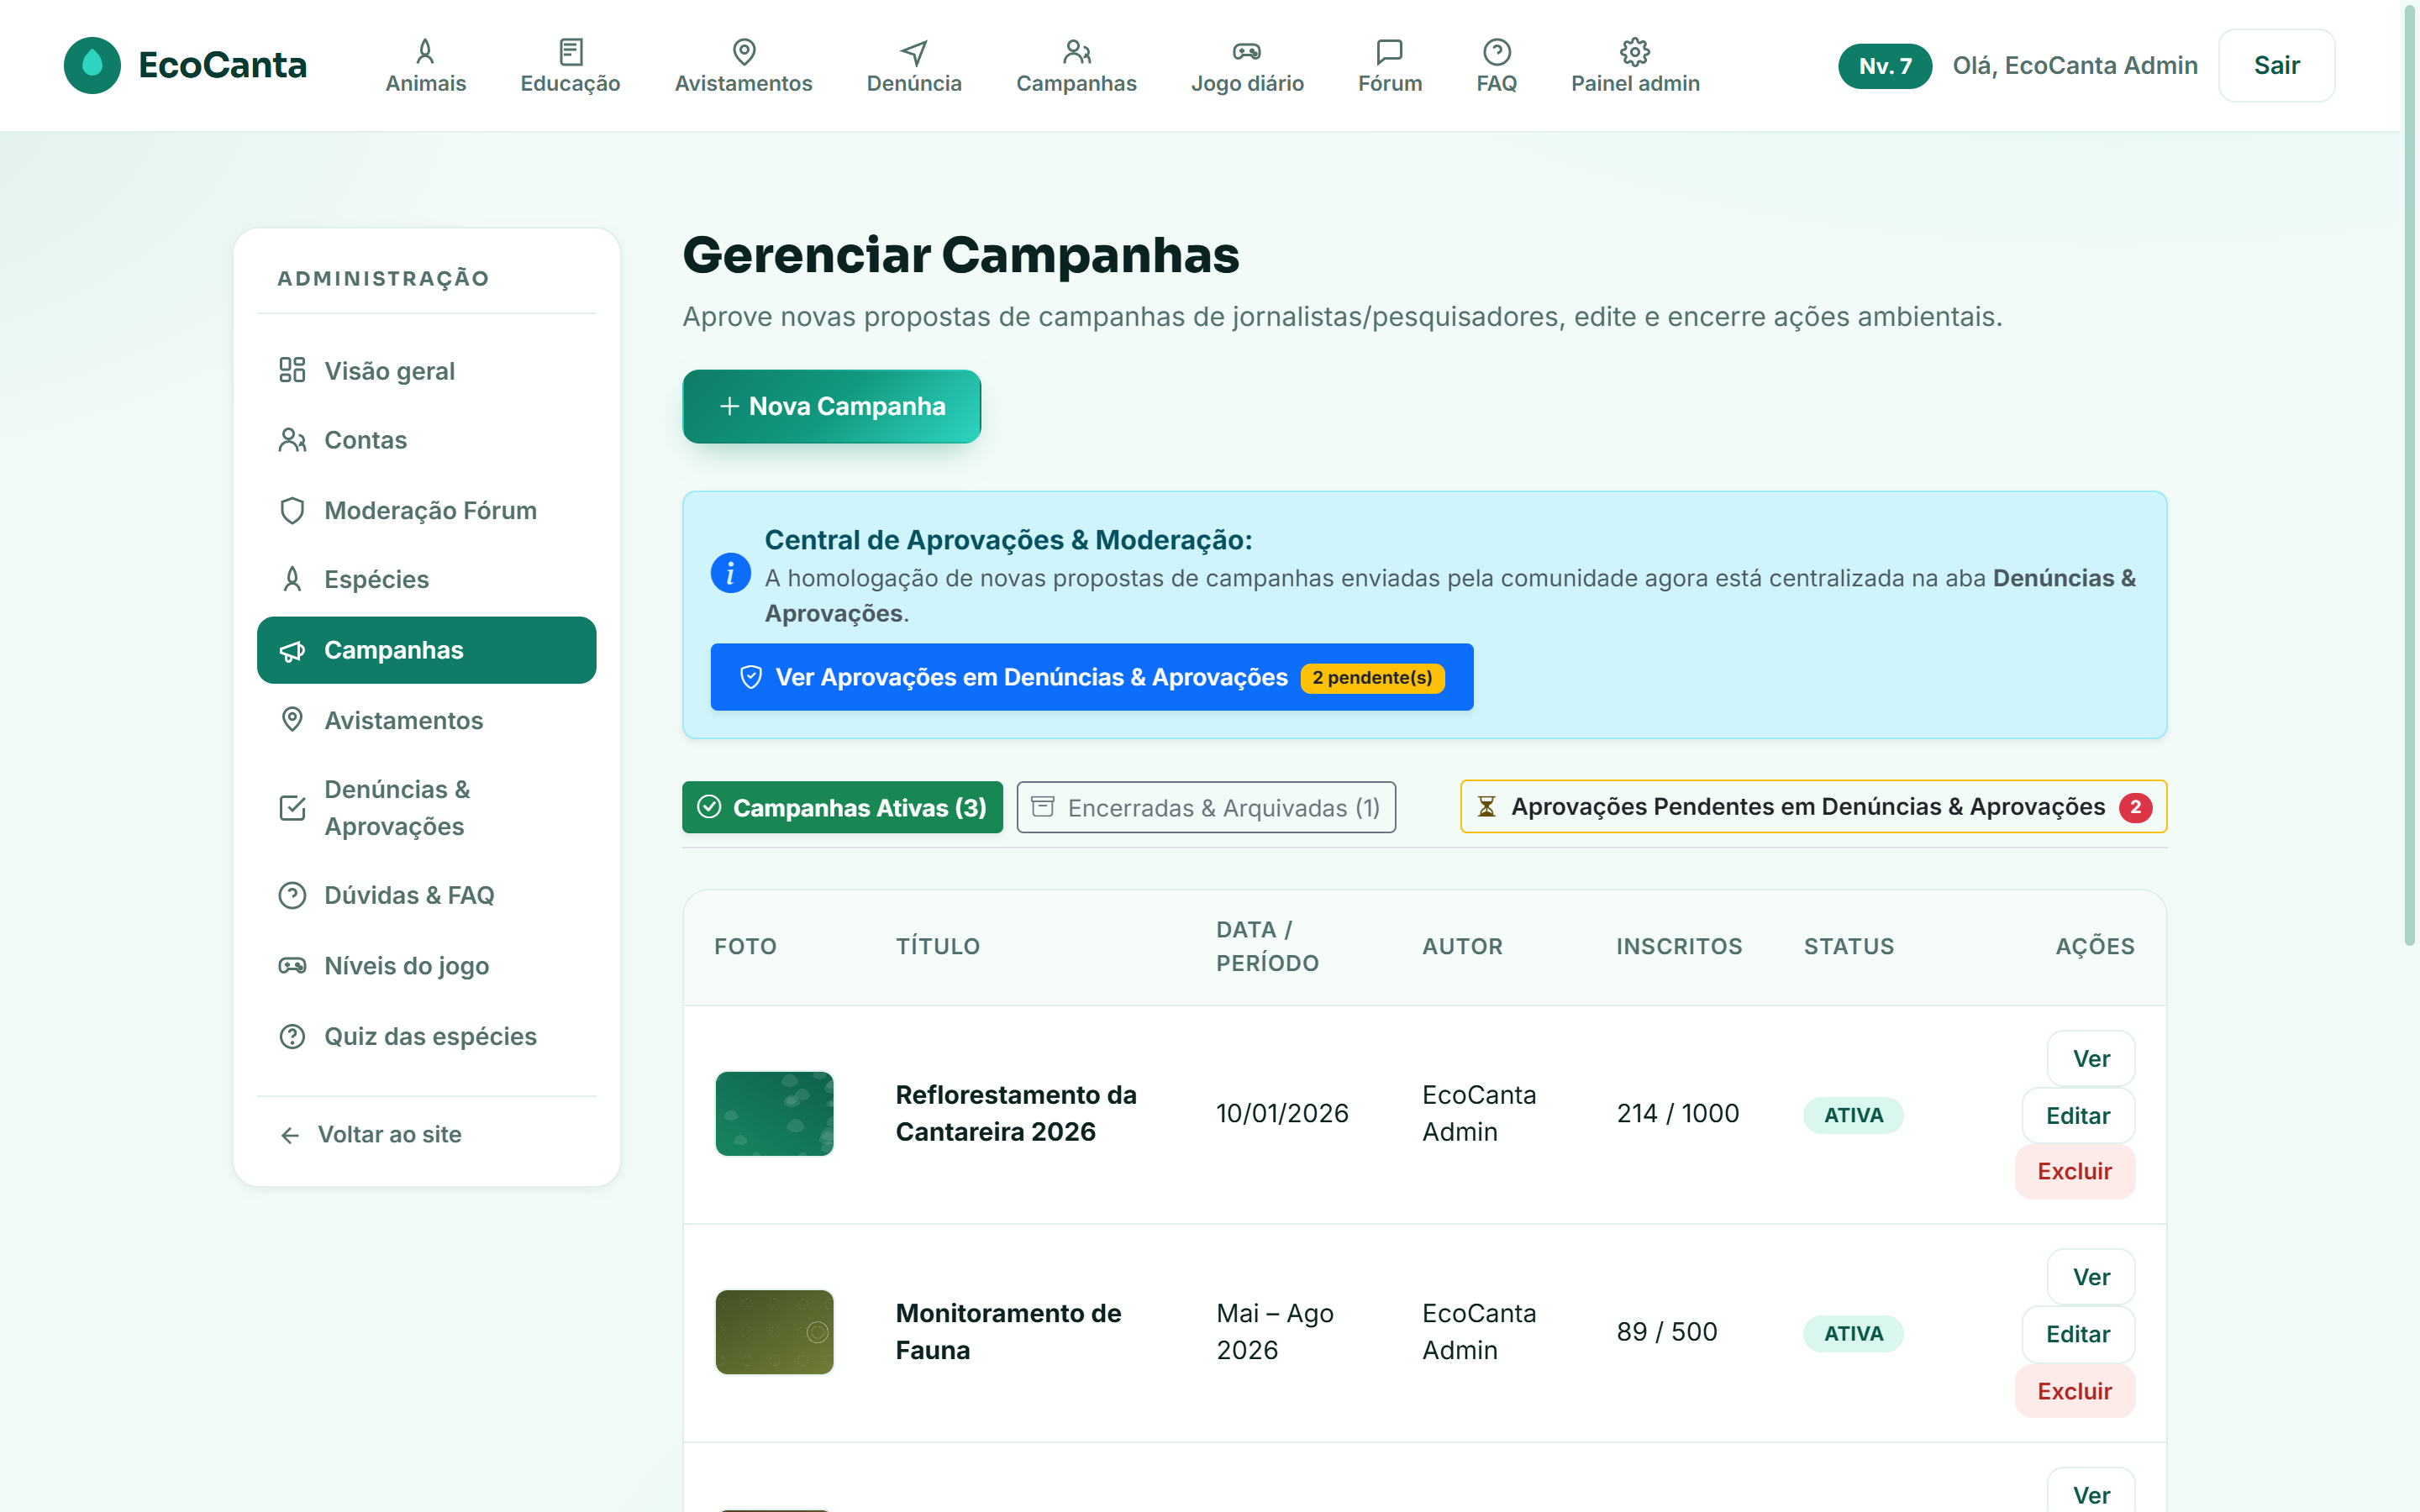 EcoCanta
Animais
Educação
Avistamentos
Denúncia
Campanhas
Jogo diário
Fórum
FAQ
Painel admin
Nv. 7
Olá, EcoCanta Admin
Sair
ADMINISTRAÇÃO
Visão geral
Contas
Moderação Fórum
Espécies
Campanhas
Avistamentos
Denúncias &
Aprovações
Dúvidas & FAQ
Níveis do jogo
Quiz das espécies
← Voltar ao site
Gerenciar Campanhas
Aprove novas propostas de campanhas de jornalistas/pesquisadores, edite e encerre ações ambientais.
+ Nova Campanha
Central de Aprovações & Moderação:
A homologação de novas propostas de campanhas enviadas pela comunidade agora está centralizada na aba Denúncias &
Aprovações.
Ver Aprovações em Denúncias & Aprovações 2 pendente(s)
Campanhas Ativas (3)
Encerradas & Arquivadas (1)
Aprovações Pendentes em Denúncias & Aprovações 2
FOTO
TÍTULO
DATA /
PERÍODO
AUTOR
INSCRITOS
STATUS
AÇÕES
Reflorestamento da
Cantareira 2026
10/01/2026
EcoCanta
Admin
214 / 1000
ATIVA
Ver
Editar
Excluir
Monitoramento de
Fauna
Mai – Ago
2026
EcoCanta
Admin
89 / 500
ATIVA
Ver
Editar
Excluir
Ver